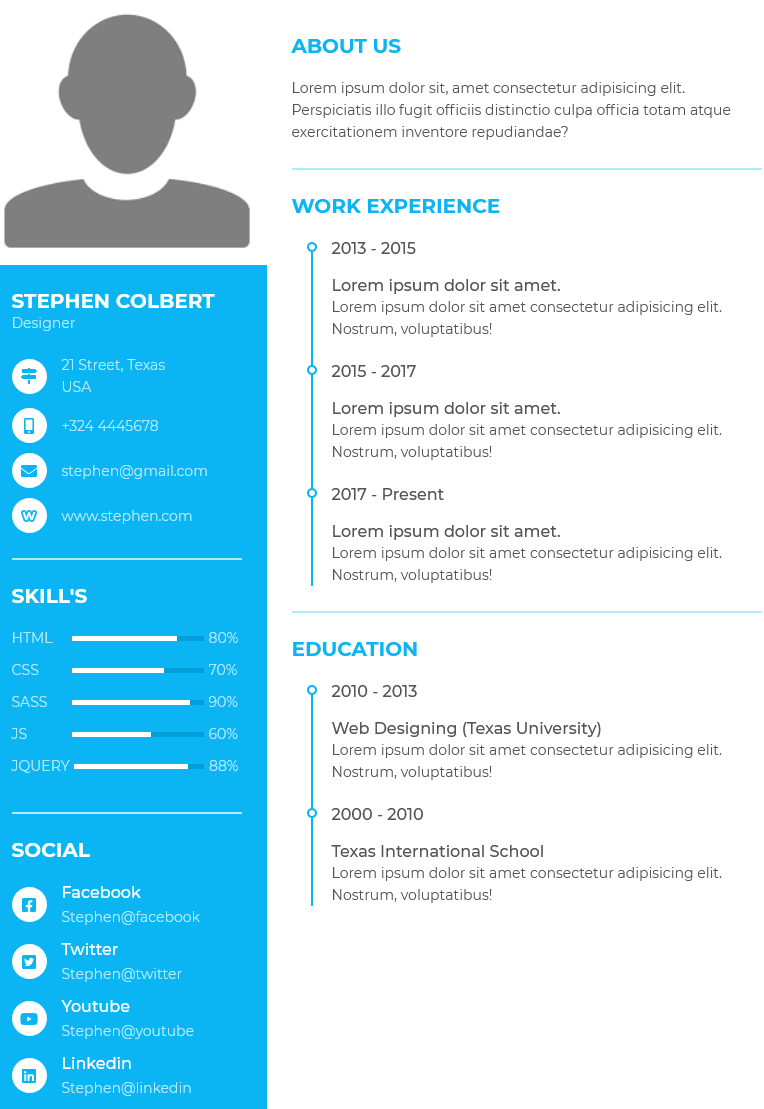 STEPHEN COLBERT
Designer
21 Street, Texas
USA
+324 4445678
stephen@gmail.com
www.stephen.com
SKILL'S
HTML 80%
CSS 70%
SASS 90%
JS 60%
JQUERY 88%
SOCIAL
Facebook
Stephen@facebook
Twitter
Stephen@twitter
Youtube
Stephen@youtube
Linkedin
Stephen@linkedin
ABOUT US
Lorem ipsum dolor sit, amet consectetur adipisicing elit.
Perspiciatis illo fugit officiis distinctio culpa officia totam atque
exercitationem inventore repudiandae?
WORK EXPERIENCE
2013 - 2015
Lorem ipsum dolor sit amet.
Lorem ipsum dolor sit amet consectetur adipisicing elit.
Nostrum, voluptatibus!
2015 - 2017
Lorem ipsum dolor sit amet.
Lorem ipsum dolor sit amet consectetur adipisicing elit.
Nostrum, voluptatibus!
2017 - Present
Lorem ipsum dolor sit amet.
Lorem ipsum dolor sit amet consectetur adipisicing elit.
Nostrum, voluptatibus!
EDUCATION
2010 - 2013
Web Designing (Texas University)
Lorem ipsum dolor sit amet consectetur adipisicing elit.
Nostrum, voluptatibus!
2000 - 2010
Texas International School
Lorem ipsum dolor sit amet consectetur adipisicing elit.
Nostrum, voluptatibus!